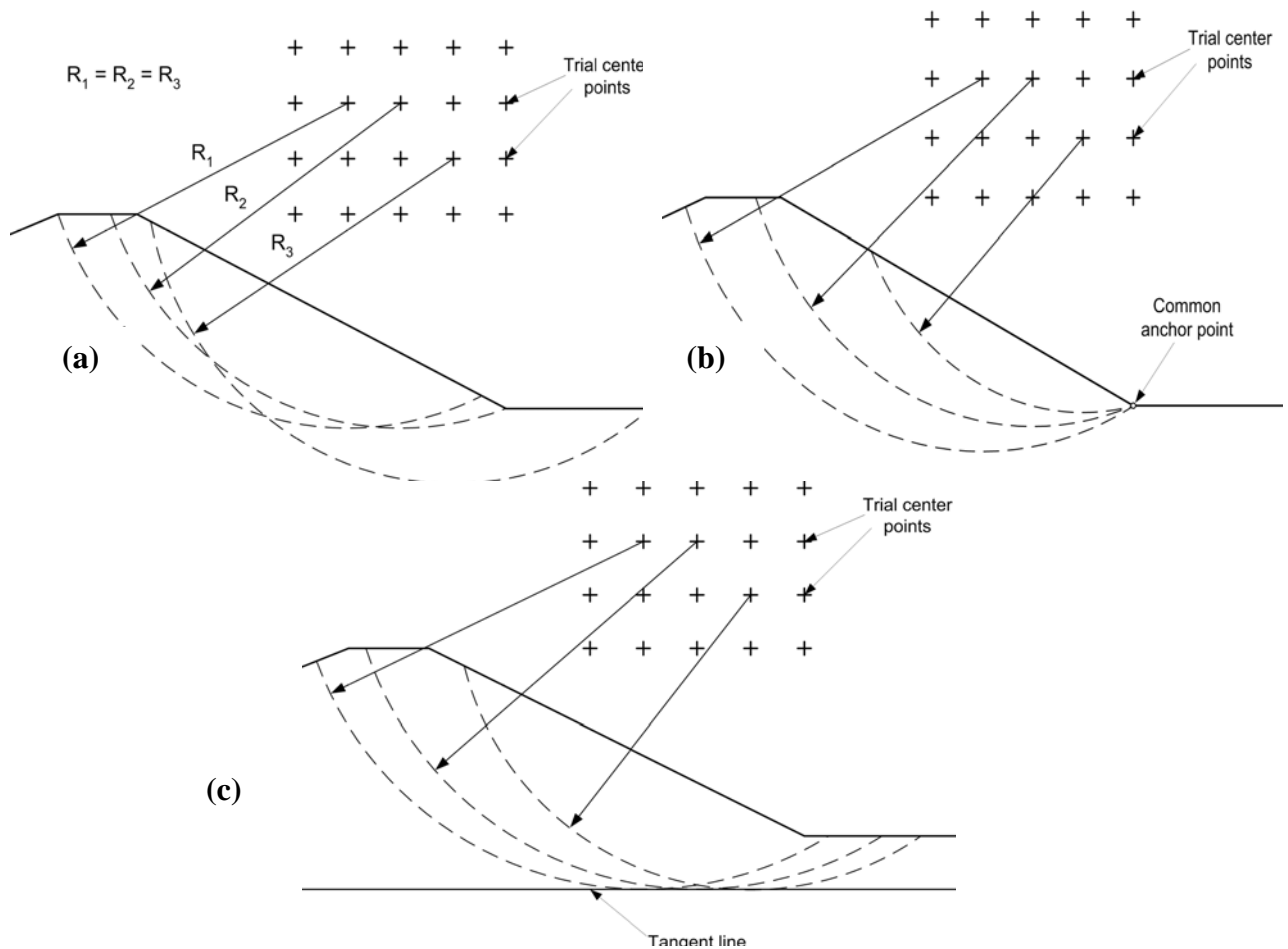 R₁ = R₂ = R₃
Trial cente
points
R₁
R₂
R₃
(a)
Trial center
points
Common
anchor point
(b)
Trial center
points
(c)
Tangent line